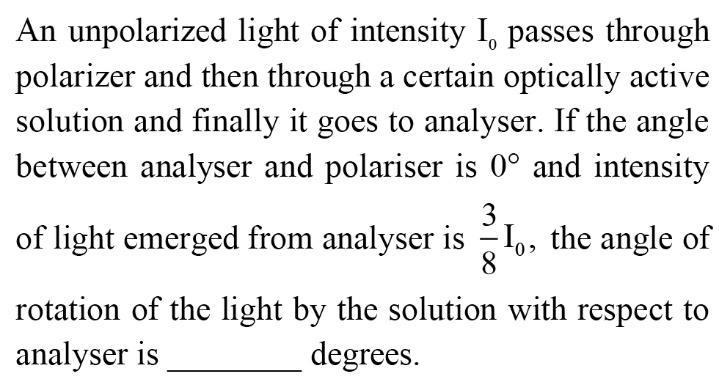 An unpolarized light of intensity I₀ passes through
polarizer and then through a certain optically active
solution and finally it goes to analyser. If the angle
between analyser and polariser is 0° and intensity
of light emerged from analyser is 3/8 I₀, the angle of
rotation of the light by the solution with respect to
analyser is _________ degrees.